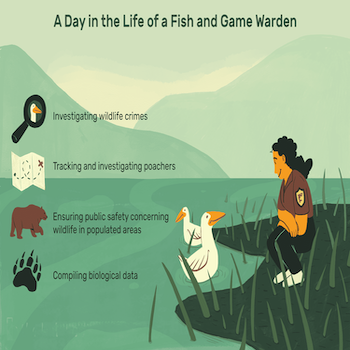 A Day in the Life of a Fish and Game Warden
Investigating wildlife crimes
Tracking and investigating poachers
Ensuring public safety concerning
wildlife in populated areas
Compiling biological data